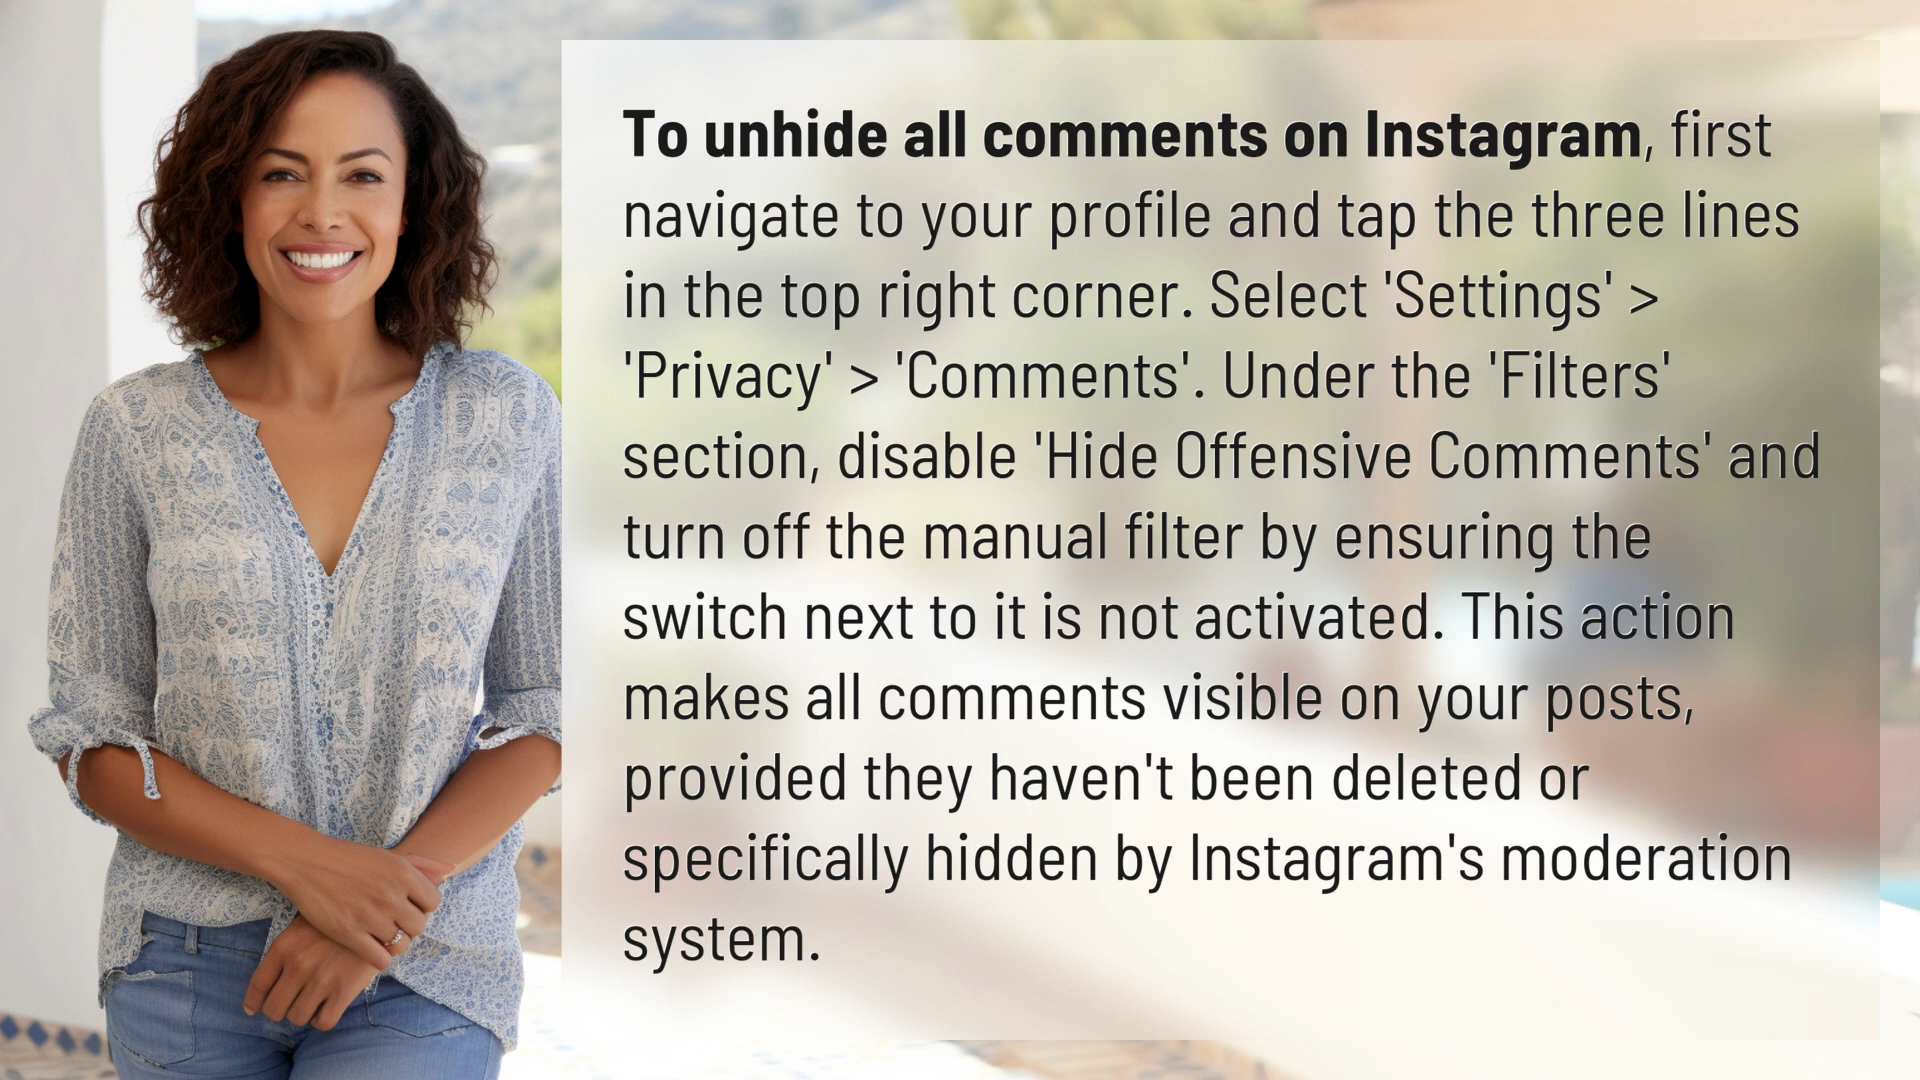 To unhide all comments on Instagram, first
navigate to your profile and tap the three lines
in the top right corner. Select 'Settings' >
'Privacy' > 'Comments'. Under the 'Filters'
section, disable 'Hide Offensive Comments' and
turn off the manual filter by ensuring the
switch next to it is not activated. This action
makes all comments visible on your posts,
provided they haven't been deleted or
specifically hidden by Instagram's moderation
system.